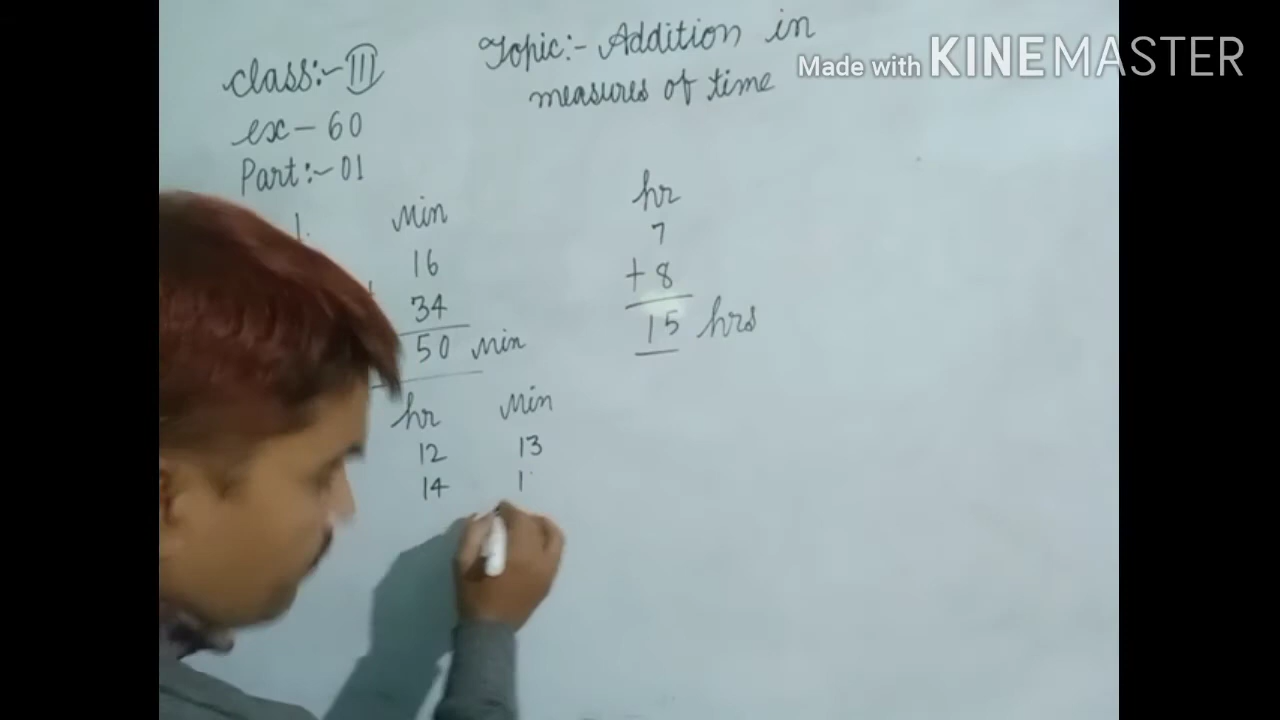 Class:- III
ex - 60
Part:- 01
Topic:- Addition in
measures of time
Made with KINEMASTER
Min
16
34
50 Min
hr
7
+ 8
15 hrs
hr Min
12 13
14 1